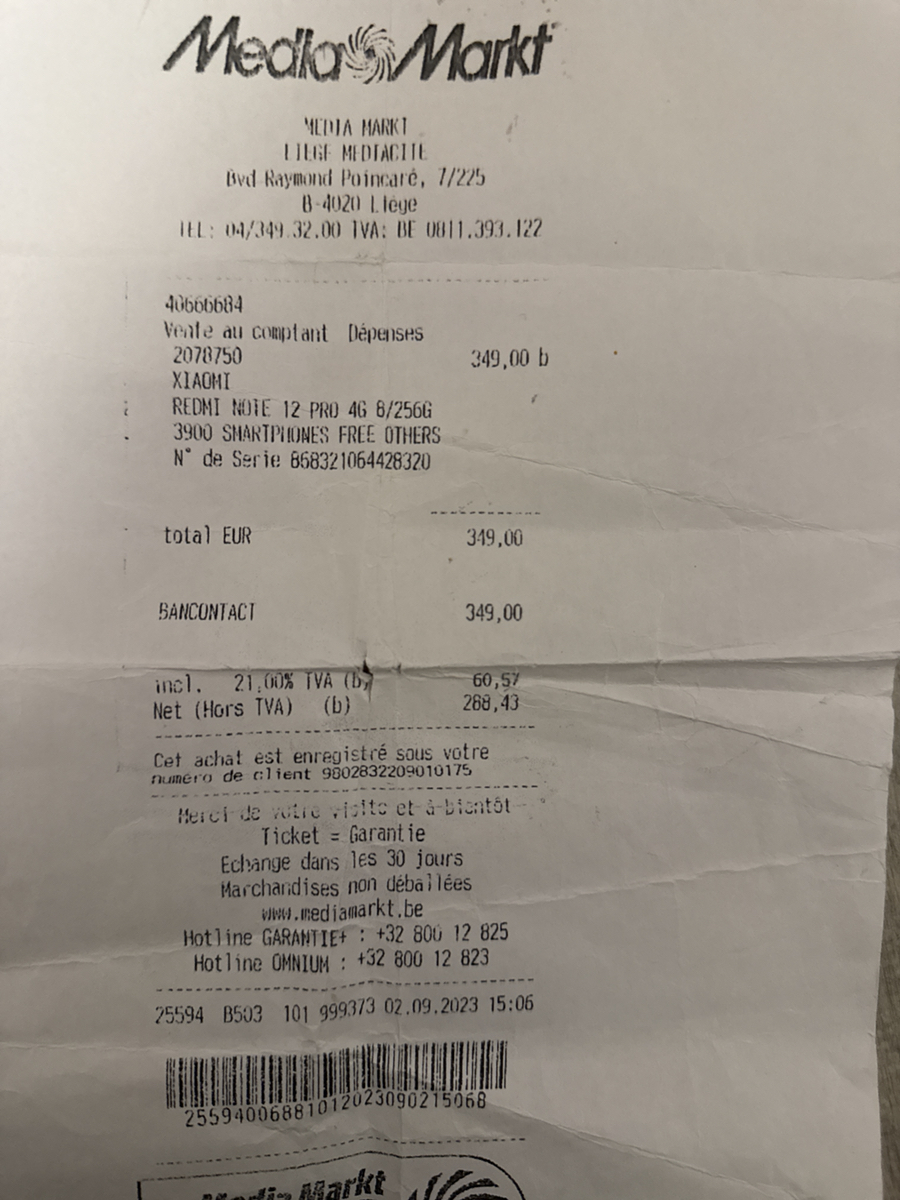 Media Markt
MEDIA MARKT
LIEGE MEDIACITE
Bvd Raymond Poincaré, 7/225
B-4020 Liège
TEL: 04/349.32.00 TVA: BE 0811.393.122
40666684
Vente au comptant Dépenses
2078750 349,00 b
XIAOMI
REDMI NOTE 12 PRO 4G 8/256G
3900 SMARTPHONES FREE OTHERS
N° de Serie 868321064428320
total EUR 349,00
BANCONTACT 349,00
incl. 21,00% TVA (b) 60,57
Net (Hors TVA) (b) 288,43
Cet achat est enregistré sous votre
numéro de client 9802832209010175
Merci de votre visite et à bientôt
Ticket = Garantie
Echange dans les 30 jours
Marchandises non déballées
www.mediamarkt.be
Hotline GARANTIE+ : +32 800 12 825
Hotline OMNIUM : +32 800 12 823
25594 B503 101 999373 02.09.2023 15:06
25594006881012023090215068
Media Markt